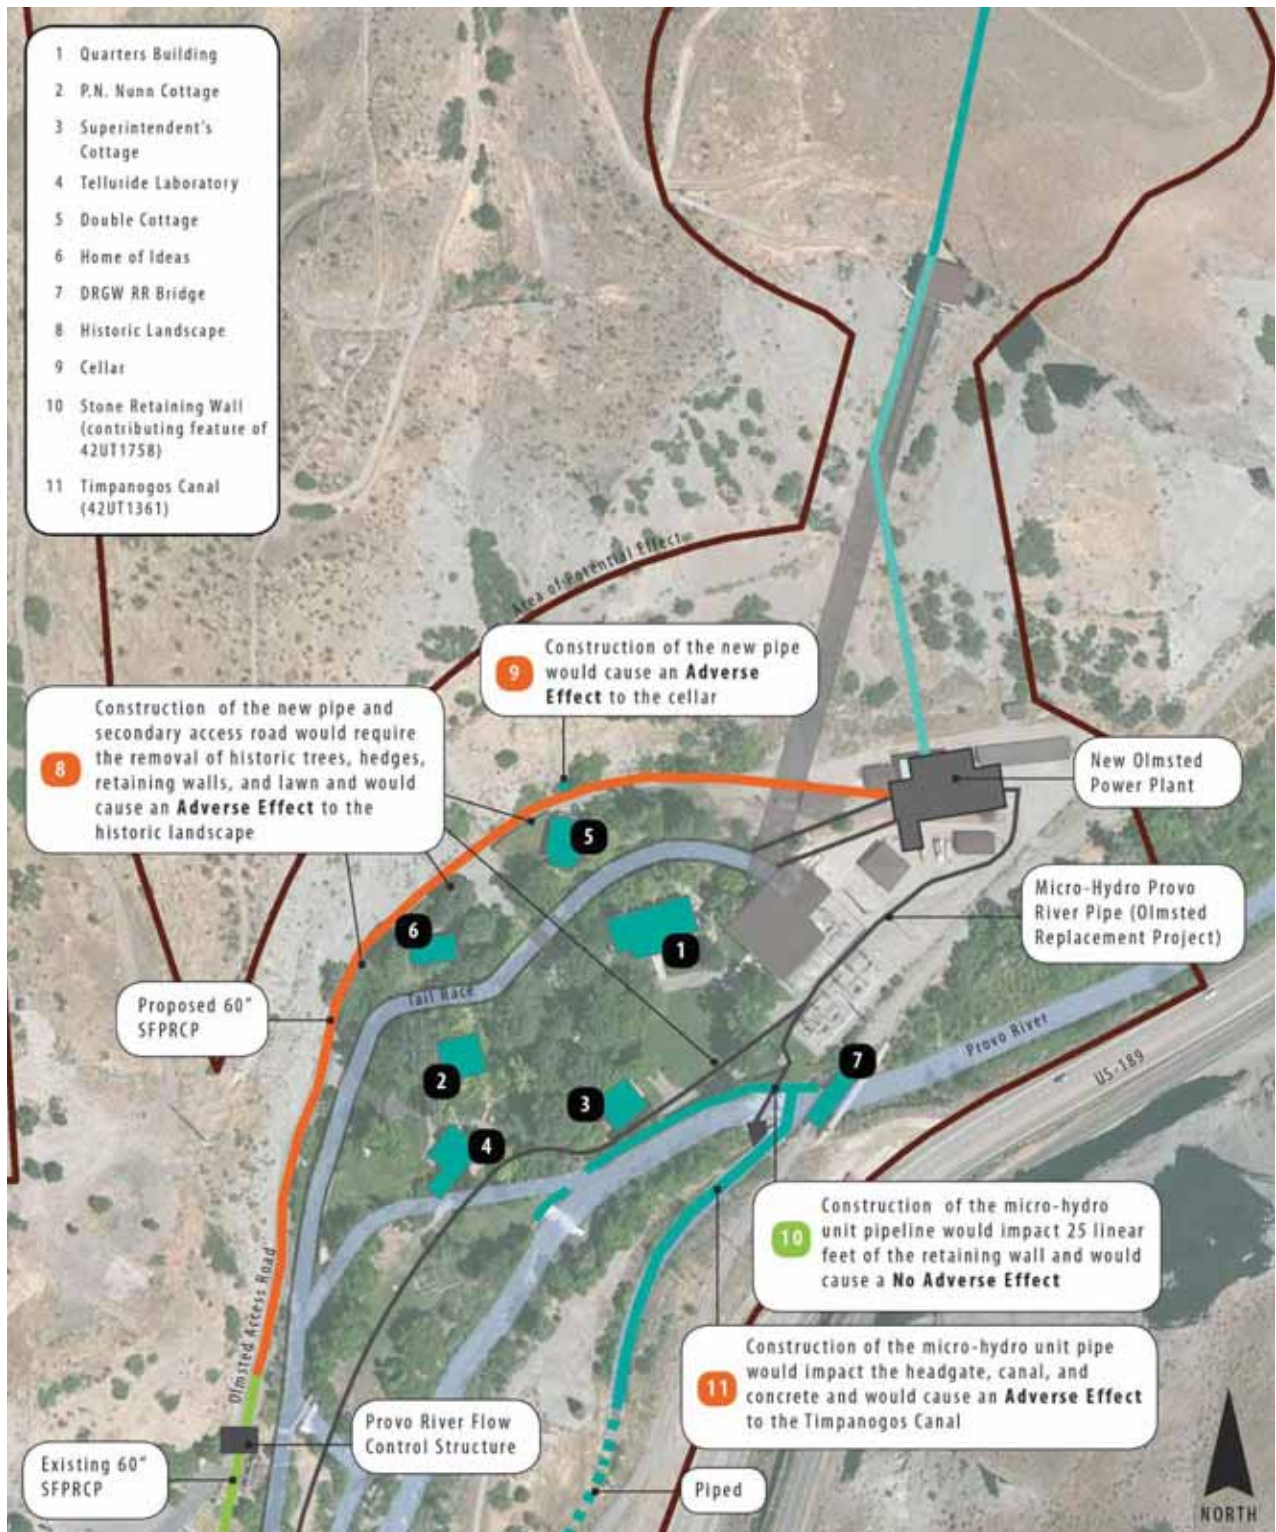 1 Quarters Building
2 P.N. Nunn Cottage
3 Superintendent's
Cottage
4 Telluride Laboratory
5 Double Cottage
6 Home of Ideas
7 DRGW RR Bridge
8 Historic Landscape
9 Cellar
10 Stone Retaining Wall
(contributing feature of
42UT1758)
11 Timpanogos Canal
(42UT1361)
Area of Potential Effect
9
Construction of the new pipe
would cause an Adverse
Effect to the cellar
8
Construction of the new pipe and
secondary access road would require
the removal of historic trees, hedges,
retaining walls, and lawn and would
cause an Adverse Effect to the
historic landscape
New Olmsted
Power Plant
5
Micro-Hydro Provo
River Pipe (Olmsted
Replacement Project)
6
1
Tail Race
Proposed 60"
SFPRCP
Provo River
US-189
7
2
3
4
10
Construction of the micro-hydro
unit pipeline would impact 25 linear
feet of the retaining wall and would
cause a No Adverse Effect
Olmsted Access Road
11
Construction of the micro-hydro unit pipe
would impact the headgate, canal, and
concrete and would cause an Adverse Effect
to the Timpanogos Canal
Provo River Flow
Control Structure
Existing 60"
SFPRCP
Piped
NORTH